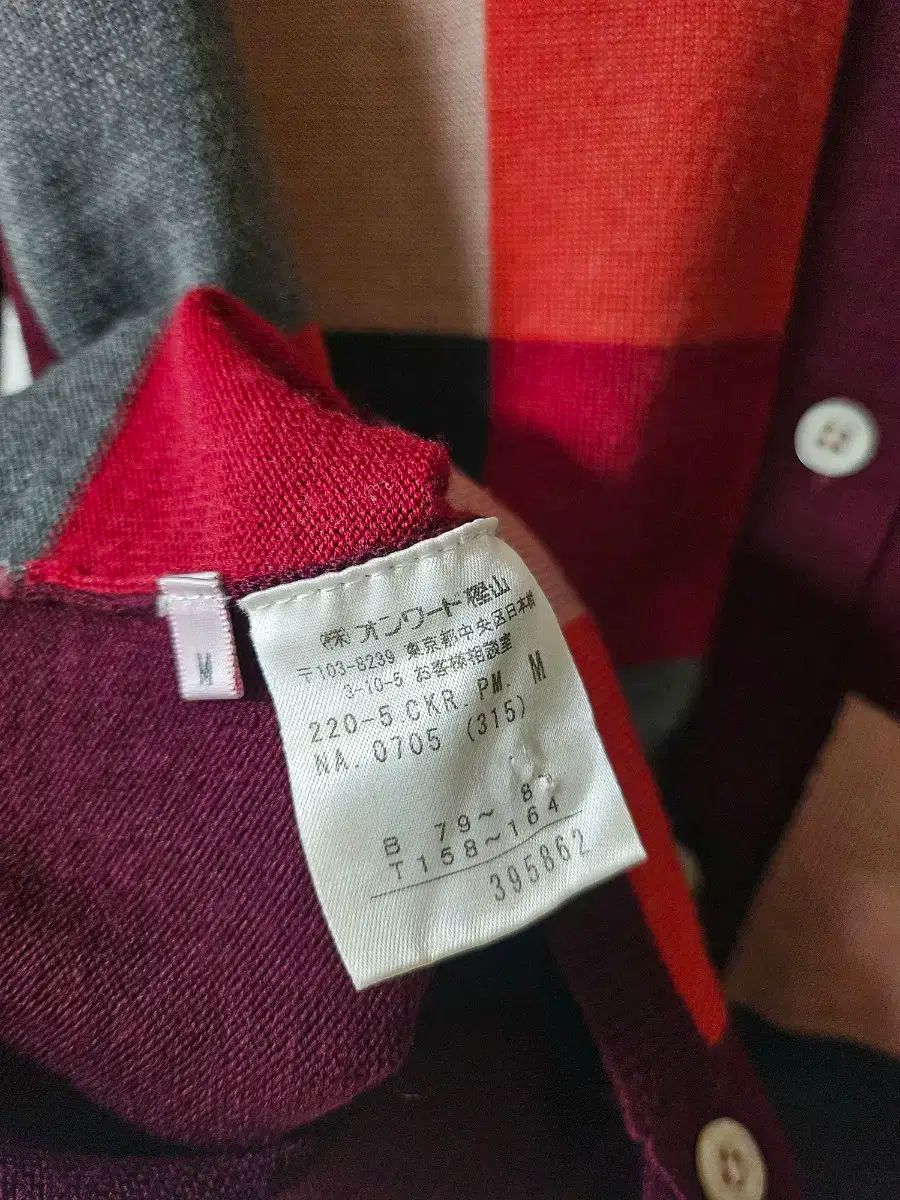 M
(株)オンワード樫山
〒103-8239 東京都中央区日本橋
3-10-5 お客様相談室
220-5.CKR. PM. M
NA. 0705 (315)
B 79～ 8
T158～164
395862